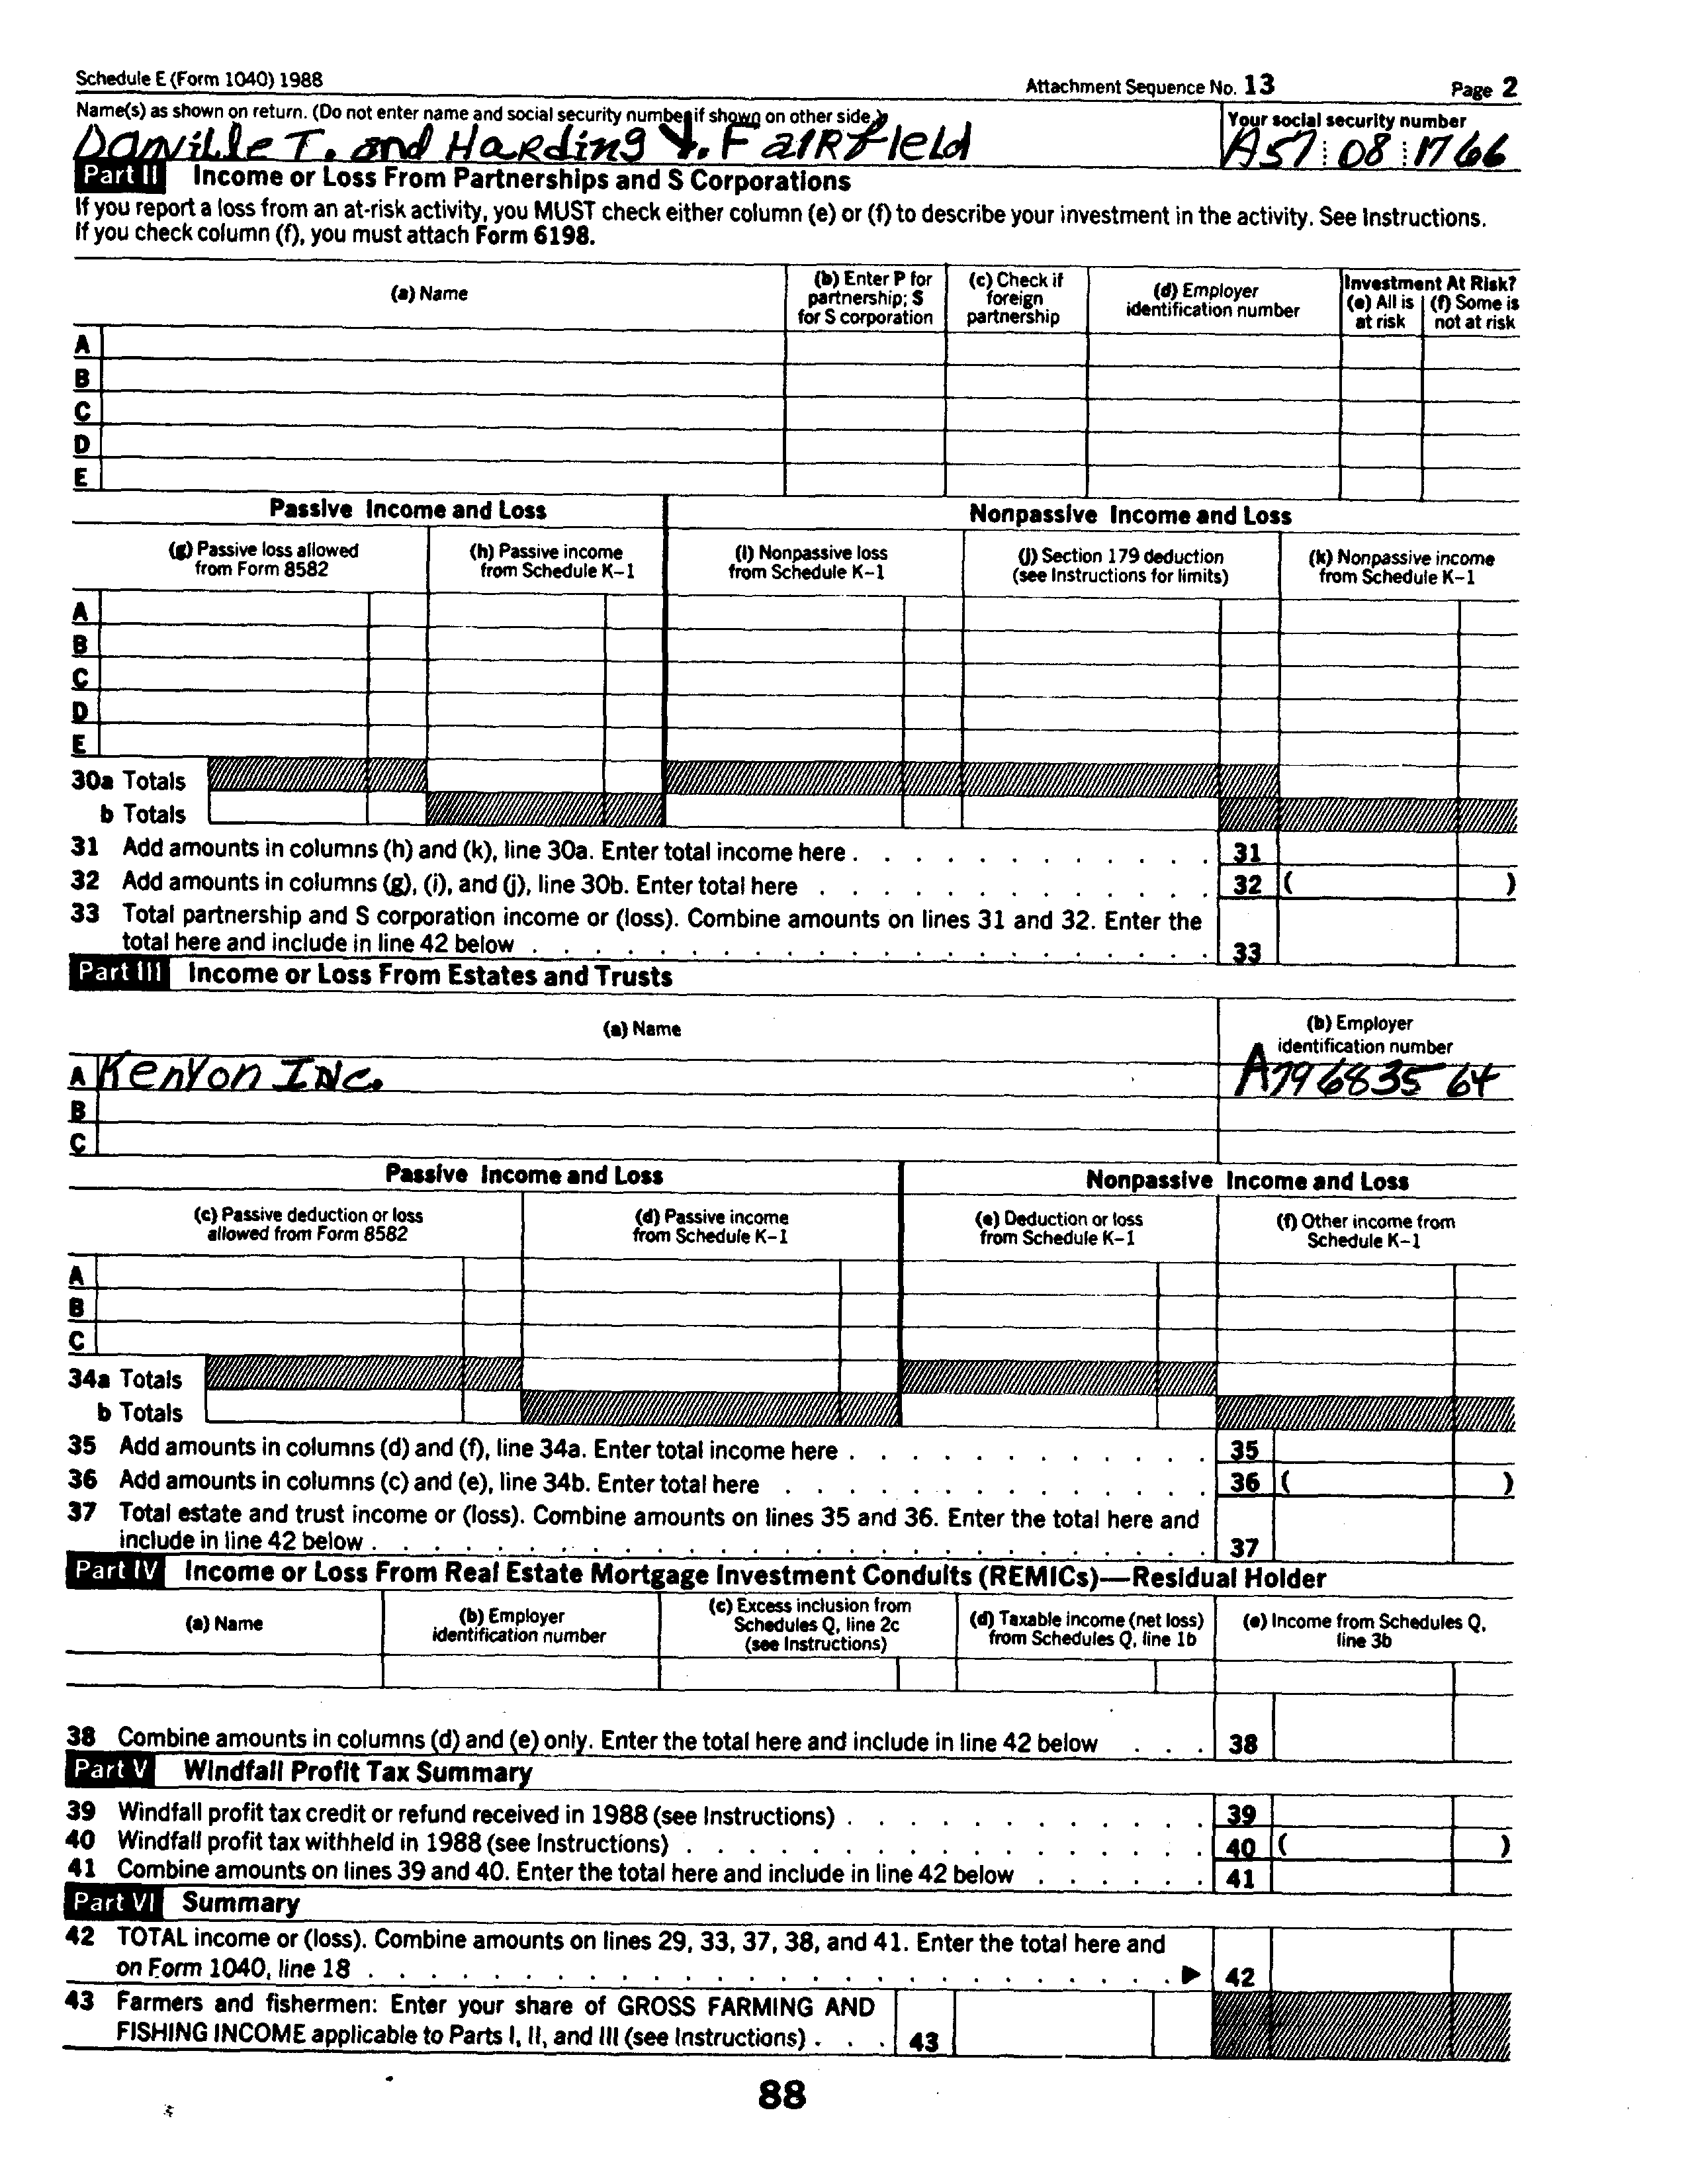 Schedule E (Form 1040) 1988 Attachment Sequence No. 13 Page 2
Name(s) as shown on return. (Do not enter name and social security number if shown on other side.) Your social security number
Danville T. and Harding Fairfield A57 08 1766
Part II Income or Loss From Partnerships and S Corporations
If you report a loss from an at-risk activity, you MUST check either column (e) or (f) to describe your investment in the activity. See Instructions.
If you check column (f), you must attach Form 6198.
(a) Name
(b) Enter P for partnership; S for S corporation
(c) Check if foreign partnership
(d) Employer identification number
Investment At Risk?
(e) All is at risk
(f) Some is not at risk
A
B
C
D
E
Passive Income and Loss Nonpassive Income and Loss
(g) Passive loss allowed from Form 8582
(h) Passive income from Schedule K–1
(i) Nonpassive loss from Schedule K–1
(j) Section 179 deduction (see Instructions for limits)
(k) Nonpassive income from Schedule K–1
A
B
C
D
E
30a Totals
b Totals
31 Add amounts in columns (h) and (k), line 30a. Enter total income here . . . . . . . . . . . . 31
32 Add amounts in columns (g), (i), and (j), line 30b. Enter total here . . . . . . . . . . . . . 32 ( )
33 Total partnership and S corporation income or (loss). Combine amounts on lines 31 and 32. Enter the
total here and include in line 42 below . . . . . . . . . . . . . . . . . . . . . . 33
Part III Income or Loss From Estates and Trusts
(a) Name
(b) Employer identification number
A Kenyon Inc. A79683564
B
C
Passive Income and Loss Nonpassive Income and Loss
(c) Passive deduction or loss allowed from Form 8582
(d) Passive income from Schedule K–1
(e) Deduction or loss from Schedule K–1
(f) Other income from Schedule K–1
A
B
C
34a Totals
b Totals
35 Add amounts in columns (d) and (f), line 34a. Enter total income here . . . . . . . . . . . . 35
36 Add amounts in columns (c) and (e), line 34b. Enter total here . . . . . . . . . . . . . . 36 ( )
37 Total estate and trust income or (loss). Combine amounts on lines 35 and 36. Enter the total here and
include in line 42 below . . . . . . . . . . . . . . . . . . . . . . . . . . . 37
Part IV Income or Loss From Real Estate Mortgage Investment Conduits (REMICs)—Residual Holder
(a) Name
(b) Employer identification number
(c) Excess inclusion from Schedules Q, line 2c (see Instructions)
(d) Taxable income (net loss) from Schedules Q, line 1b
(e) Income from Schedules Q, line 3b
38 Combine amounts in columns (d) and (e) only. Enter the total here and include in line 42 below . . . 38
Part V Windfall Profit Tax Summary
39 Windfall profit tax credit or refund received in 1988 (see Instructions) . . . . . . . . . . . . 39
40 Windfall profit tax withheld in 1988 (see Instructions) . . . . . . . . . . . . . . . . . 40 ( )
41 Combine amounts on lines 39 and 40. Enter the total here and include in line 42 below . . . . . . 41
Part VI Summary
42 TOTAL income or (loss). Combine amounts on lines 29, 33, 37, 38, and 41. Enter the total here and
on Form 1040, line 18 . . . . . . . . . . . . . . . . . . . . . . . . . . ▶ 42
43 Farmers and fishermen: Enter your share of GROSS FARMING AND
FISHING INCOME applicable to Parts I, II, and III (see Instructions) . . . 43
88